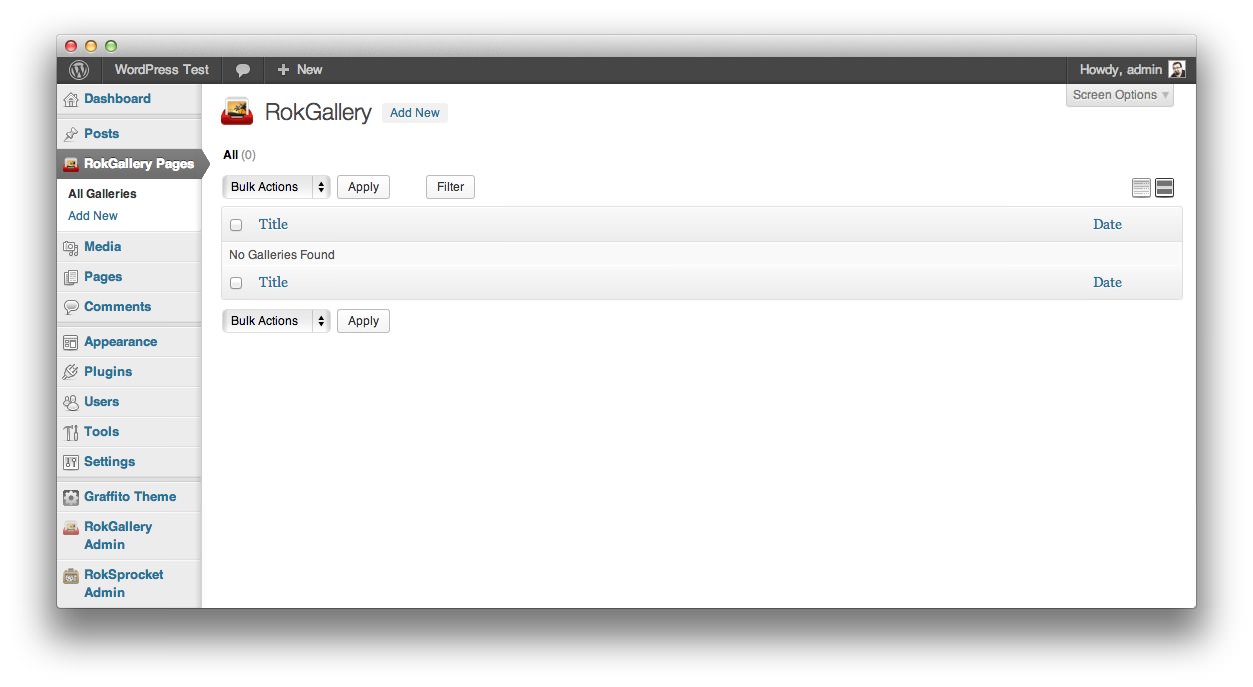 WordPress Test
New
Howdy, admin
Screen Options
Dashboard
Posts
RokGallery Pages
All Galleries
Add New
Media
Pages
Comments
Appearance
Plugins
Users
Tools
Settings
Graffito Theme
RokGallery
Admin
RokSprocket
Admin
RokGallery Add New
All (0)
Bulk Actions Apply Filter
Title Date
No Galleries Found
Title Date
Bulk Actions Apply